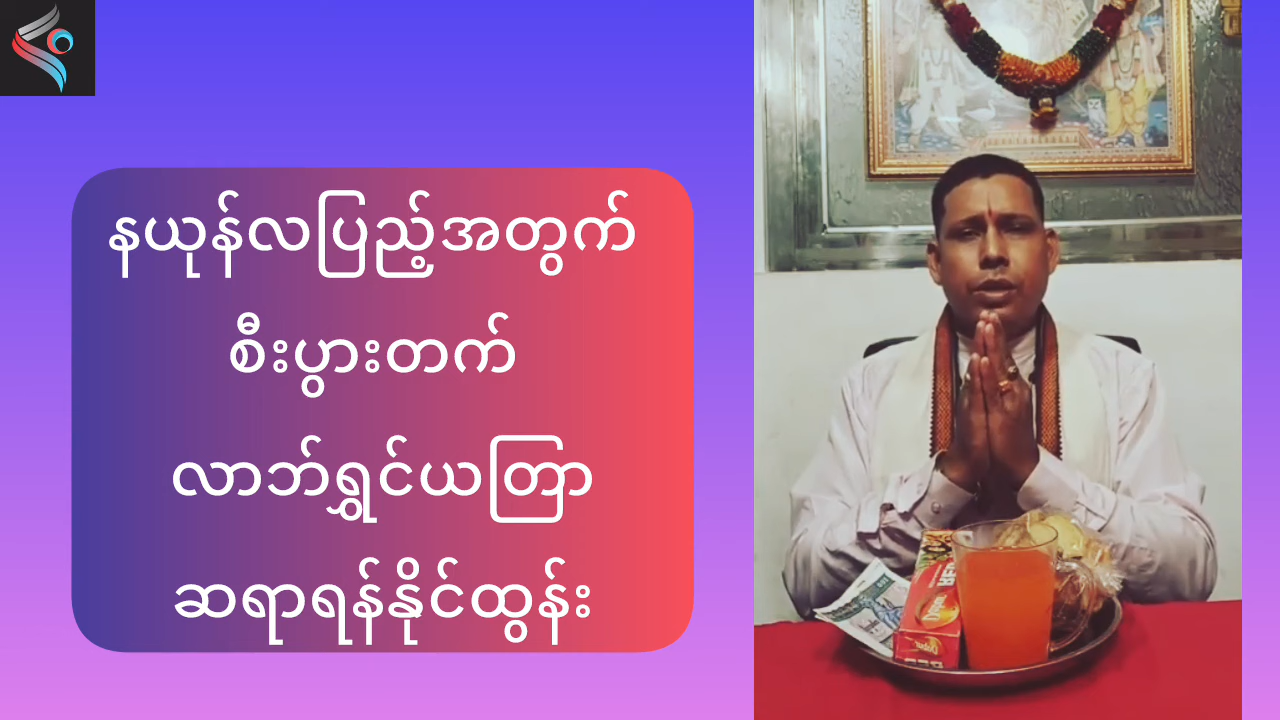 နယုန်လပြည့်အတွက်
စီးပွားတက်
လာဘ်ရွှင်ယတြာ
ဆရာရန်နိုင်ထွန်း